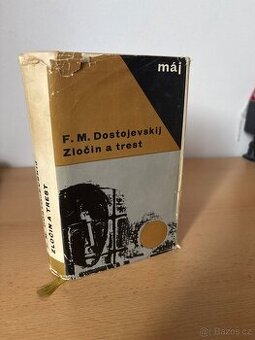 máj
F. M. Dostojevskij
Zločin a trest
ZLOČIN A TREST
Bazos.cz